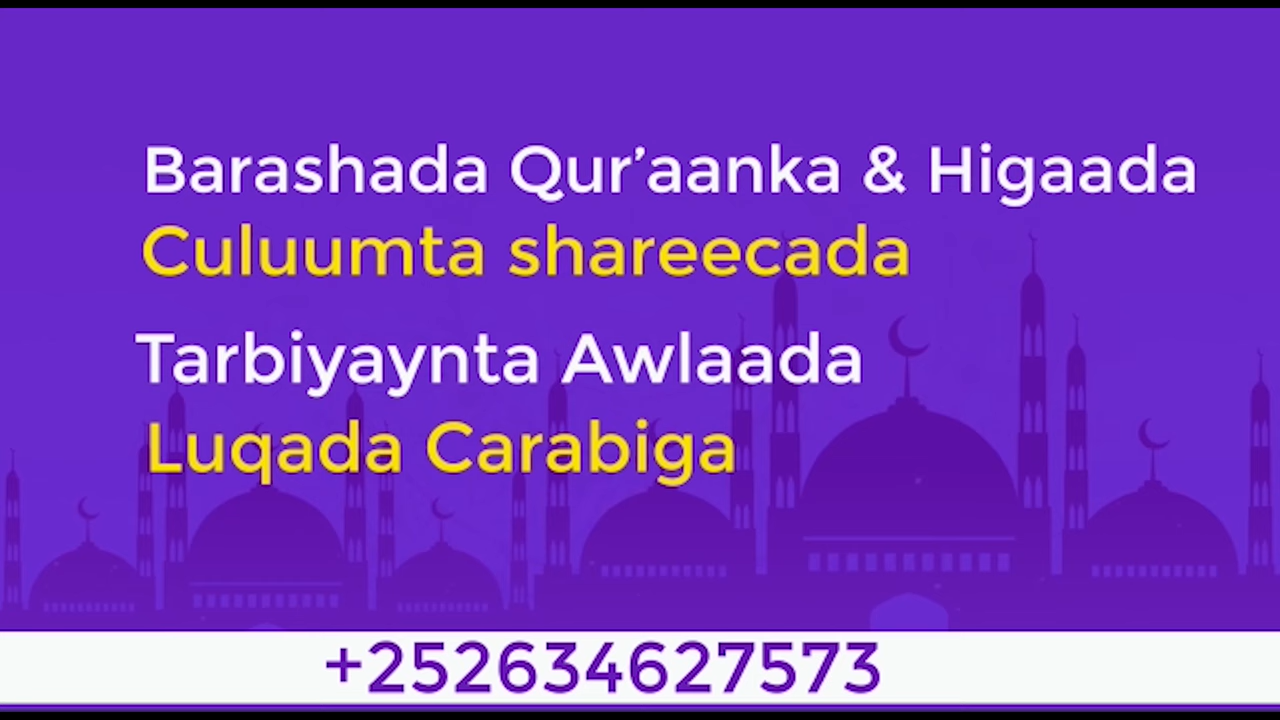 Barashada Qur’aanka & Higaada
Culuumta shareecada
Tarbiyaynta Awlaada
Luqada Carabiga
+252634627573